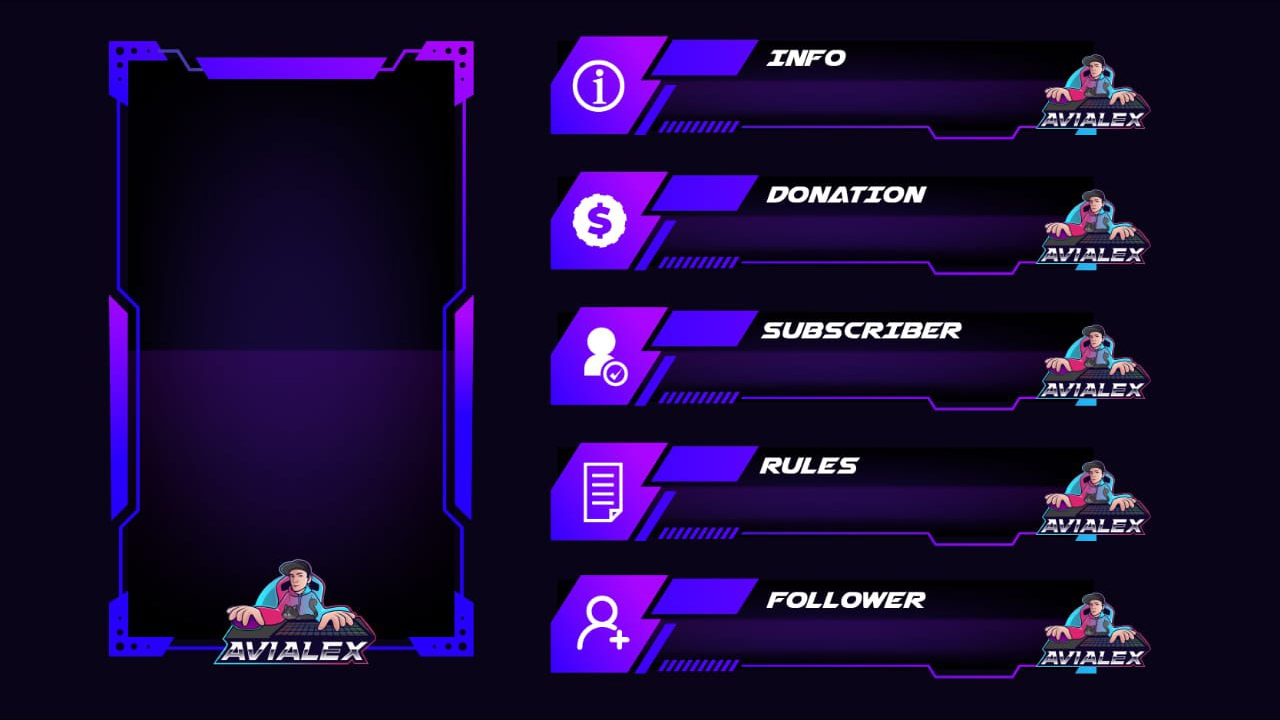 INFO
AVIALEX
DONATION
AVIALEX
SUBSCRIBER
AVIALEX
RULES
AVIALEX
FOLLOWER
AVIALEX
AVIALEX